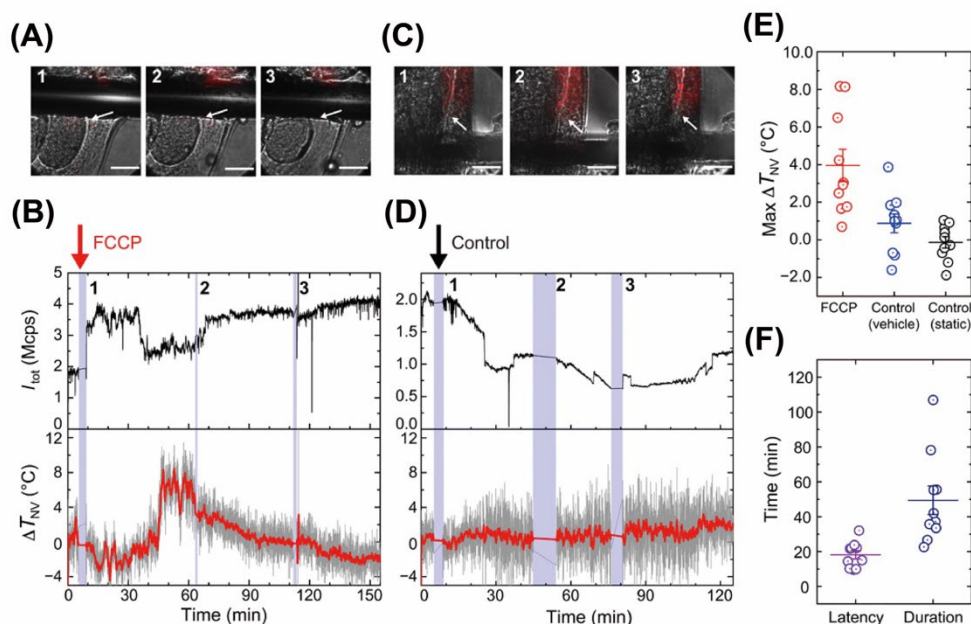 (A)
1
2
3
(C)
1
2
3
(E)
Max ΔT_NV (°C)
10.0
8.0
6.0
4.0
2.0
0.0
−2.0
FCCP
Control
(vehicle)
Control
(static)
(B)
FCCP
1
2
3
I_tot (Mcps)
5
4
3
2
1
0
ΔT_NV (°C)
12
8
4
0
−4
0
30
60
90
120
150
Time (min)
(D)
Control
1
2
3
2.0
1.5
1.0
0.5
0.0
12
8
4
0
−4
0
20
40
60
80
100
120
Time (min)
(F)
Time (min)
120
100
80
60
40
20
0
Latency
Duration